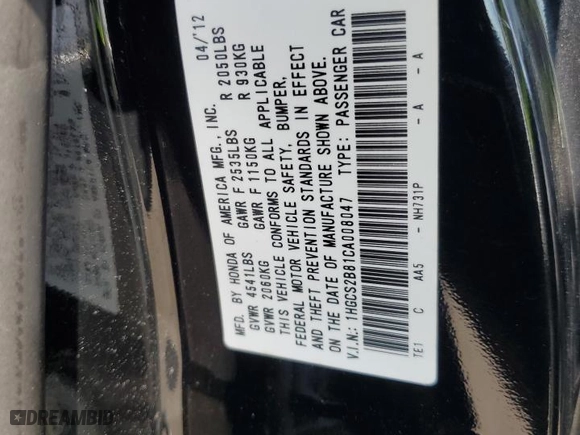 MFD. BY HONDA OF AMERICA MFG., INC. 04/'12
GVWR 4541LBS GAWR F 2535LBS R 2050LBS
GVWR 2060KG GAWR F 1150KG R 930KG
THIS VEHICLE CONFORMS TO ALL APPLICABLE
FEDERAL MOTOR VEHICLE SAFETY, BUMPER,
AND THEFT PREVENTION STANDARDS IN EFFECT
ON THE DATE OF MANUFACTURE SHOWN ABOVE.
V.I.N.: 1HGCS2B81CA008047 TYPE: PASSENGER CAR
TE1 C AA5 - NH731P - A - A
DREAMBID